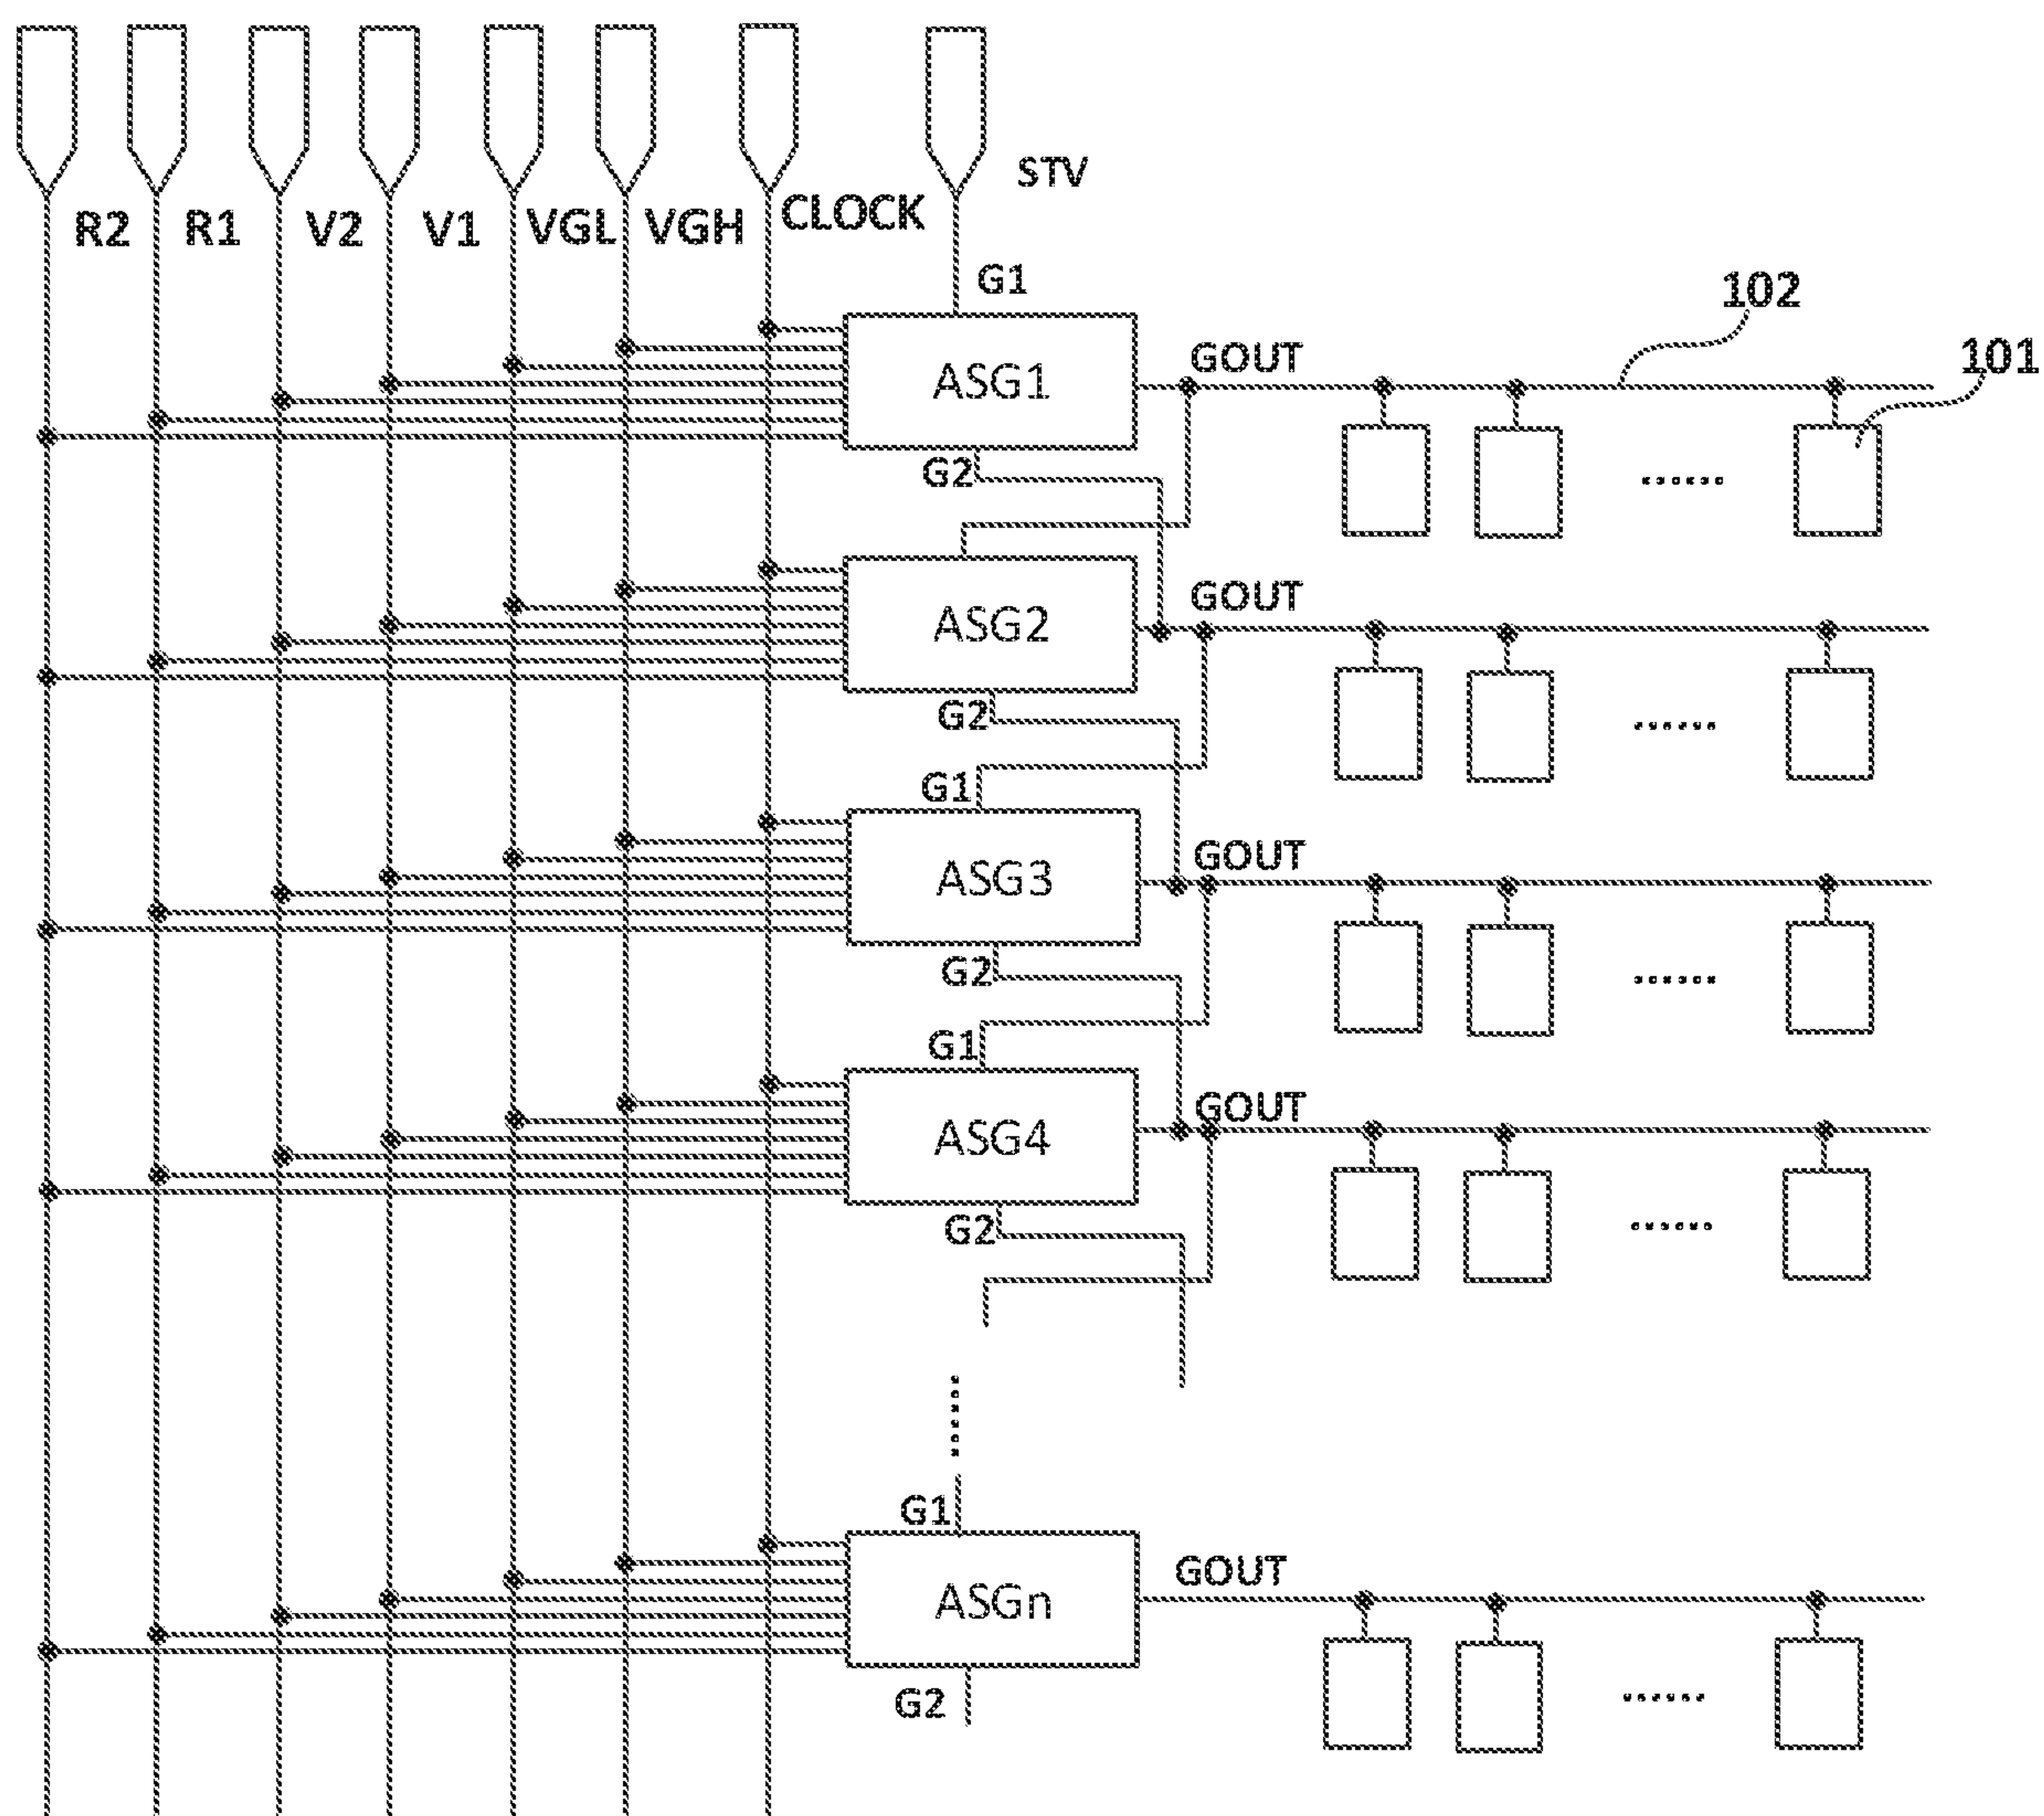 STV
R2 R1 V2 V1 VGL VGH CLOCK
G1
102
GOUT
101
ASG1
G2
GOUT
ASG2
G2
G1
GOUT
ASG3
G2
G1
GOUT
ASG4
G2
G1
GOUT
ASGn
G2